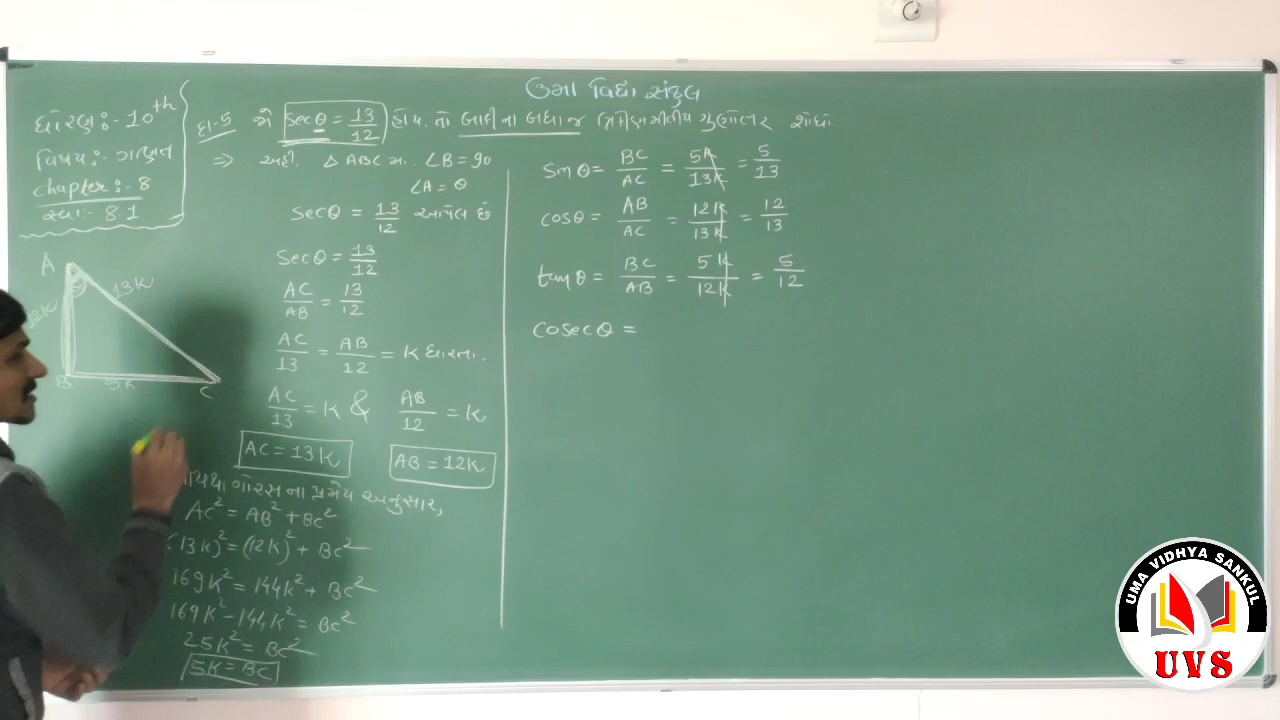 ઉમા વિદ્યા સંકુલ
ધોરણ :- 10th
વિષય :- ગણિત
chapter :- 8
સ્વા :- 8.1
દા-5 જો secθ = 13/12 હોય તો બાકીના બધા જ ત્રિકોણમિતીય ગુણોત્તર શોધો
⇒ અહી. Δ ABC મા. ∠B = 90
∠A = θ
secθ = 13/12 આપેલ છે
secθ = 13/12
AC/AB = 13/12
AC/13 = AB/12 = K ધારતા.
AC/13 = K & AB/12 = K
AC = 13K AB = 12K
પાયથાગોરસ ના પ્રમેય અનુસાર,
AC² = AB² + BC²
(13K)² = (12K)² + BC²
169K² = 144K² + BC²
169K² - 144K² = BC²
25K² = BC²
5K = BC
A
13K
12K
B 5K C
sinθ = BC/AC = 5K/13K = 5/13
cosθ = AB/AC = 12K/13K = 12/13
tanθ = BC/AB = 5K/12K = 5/12
cosecθ =
UMA VIDHYA SANKUL
UVS